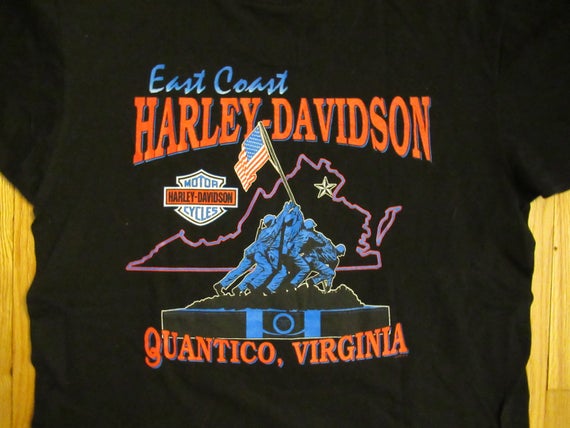 East Coast
HARLEY-DAVIDSON
MOTOR
HARLEY-DAVIDSON
CYCLES
QUANTICO, VIRGINIA